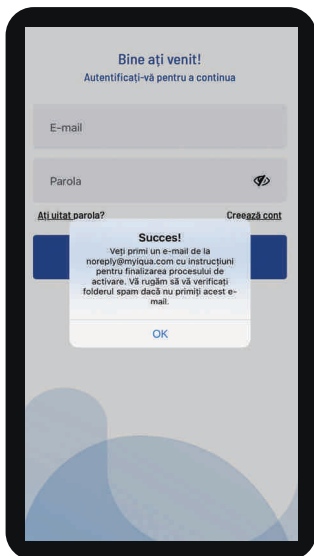 Bine ați venit!
Autentificați-vă pentru a continua
E-mail
Parola
Ați uitat parola?
Creează cont
Succes!
Veți primi un e-mail de la
noreply@myiqua.com cu instrucțiuni
pentru finalizarea procesului de
activare. Vă rugăm să vă verificați
folderul spam dacă nu primiți acest e-
mail.
OK